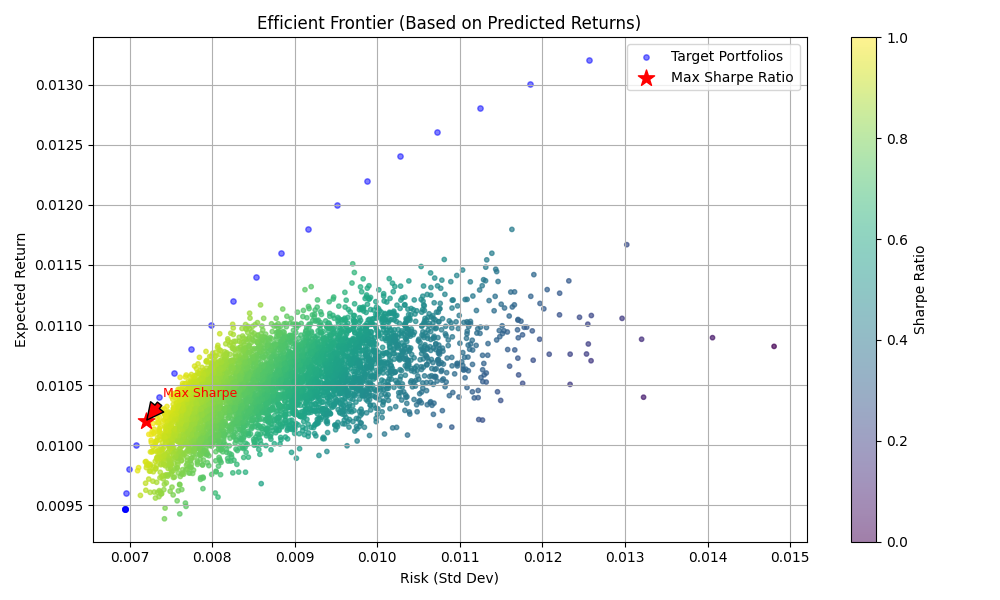 Efficient Frontier (Based on Predicted Returns)
Target Portfolios
Max Sharpe Ratio
Max Sharpe
Expected Return
0.0130
0.0125
0.0120
0.0115
0.0110
0.0105
0.0100
0.0095
0.007 0.008 0.009 0.010 0.011 0.012 0.013 0.014 0.015
Risk (Std Dev)
1.0
0.8
0.6
0.4
0.2
0.0
Sharpe Ratio